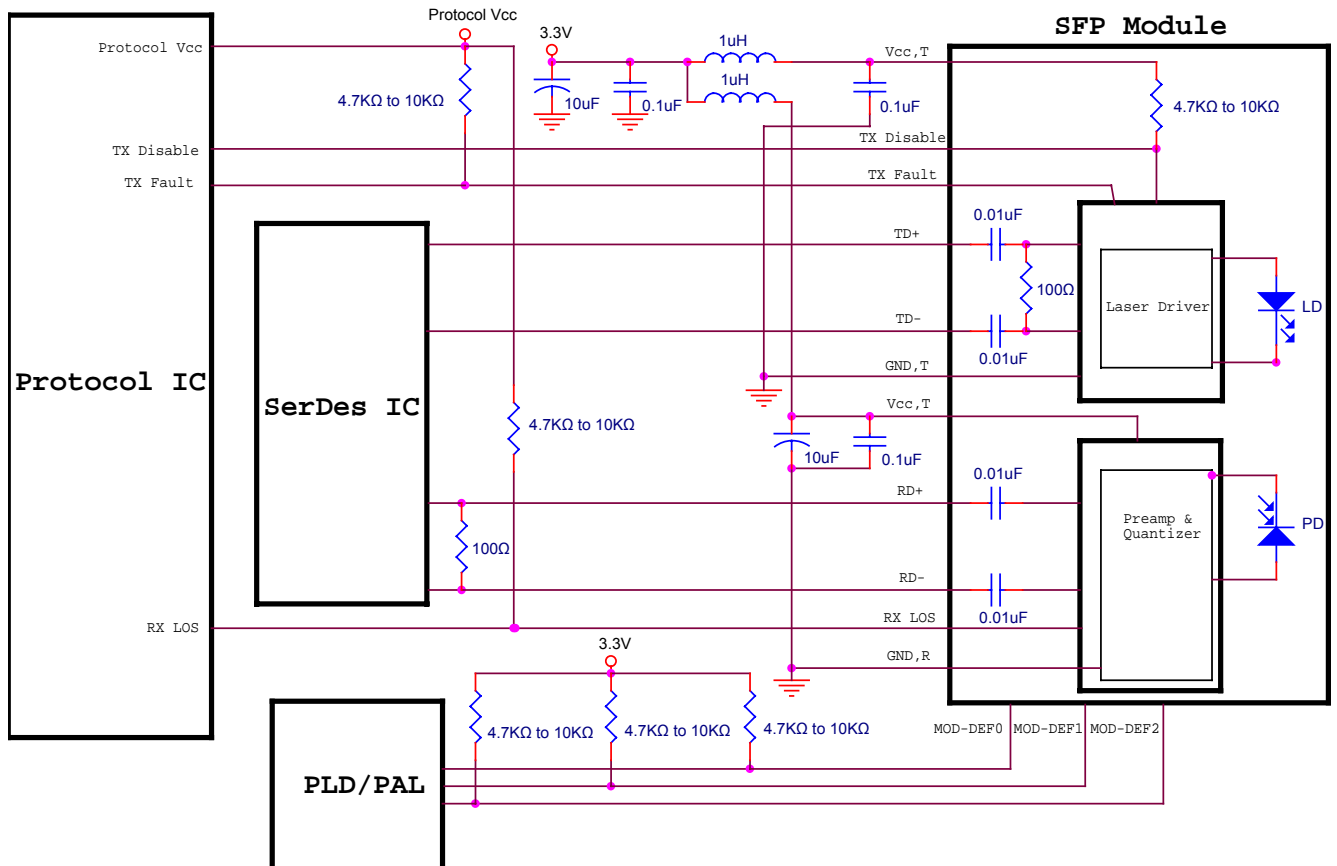 Protocol Vcc
3.3V
SFP Module
Protocol Vcc
1uH
Vcc,T
1uH
4.7KΩ to 10KΩ
10uF
0.1uF
0.1uF
4.7KΩ to 10KΩ
TX Disable
TX Disable
TX Fault
TX Fault
0.01uF
TD+
100Ω
Laser Driver
LD
TD-
0.01uF
GND,T
Protocol IC
SerDes IC
Vcc,T
4.7KΩ to 10KΩ
10uF
0.1uF
0.01uF
RD+
Preamp &
Quantizer
PD
100Ω
RD-
0.01uF
RX LOS
RX LOS
3.3V
GND,R
4.7KΩ to 10KΩ
4.7KΩ to 10KΩ
4.7KΩ to 10KΩ
MOD-DEF0
MOD-DEF1
MOD-DEF2
PLD/PAL